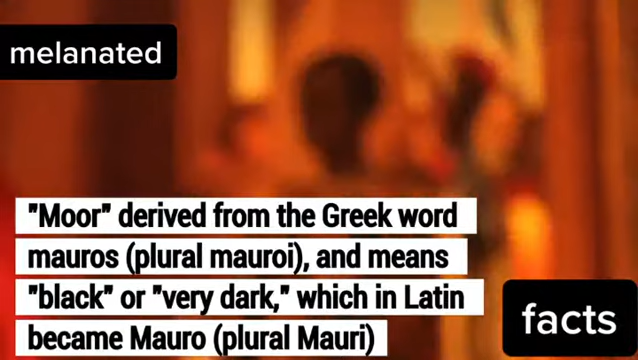 melanated
"Moor" derived from the Greek word
mauros (plural mauroi), and means
"black" or "very dark," which in Latin
became Mauro (plural Mauri)
facts